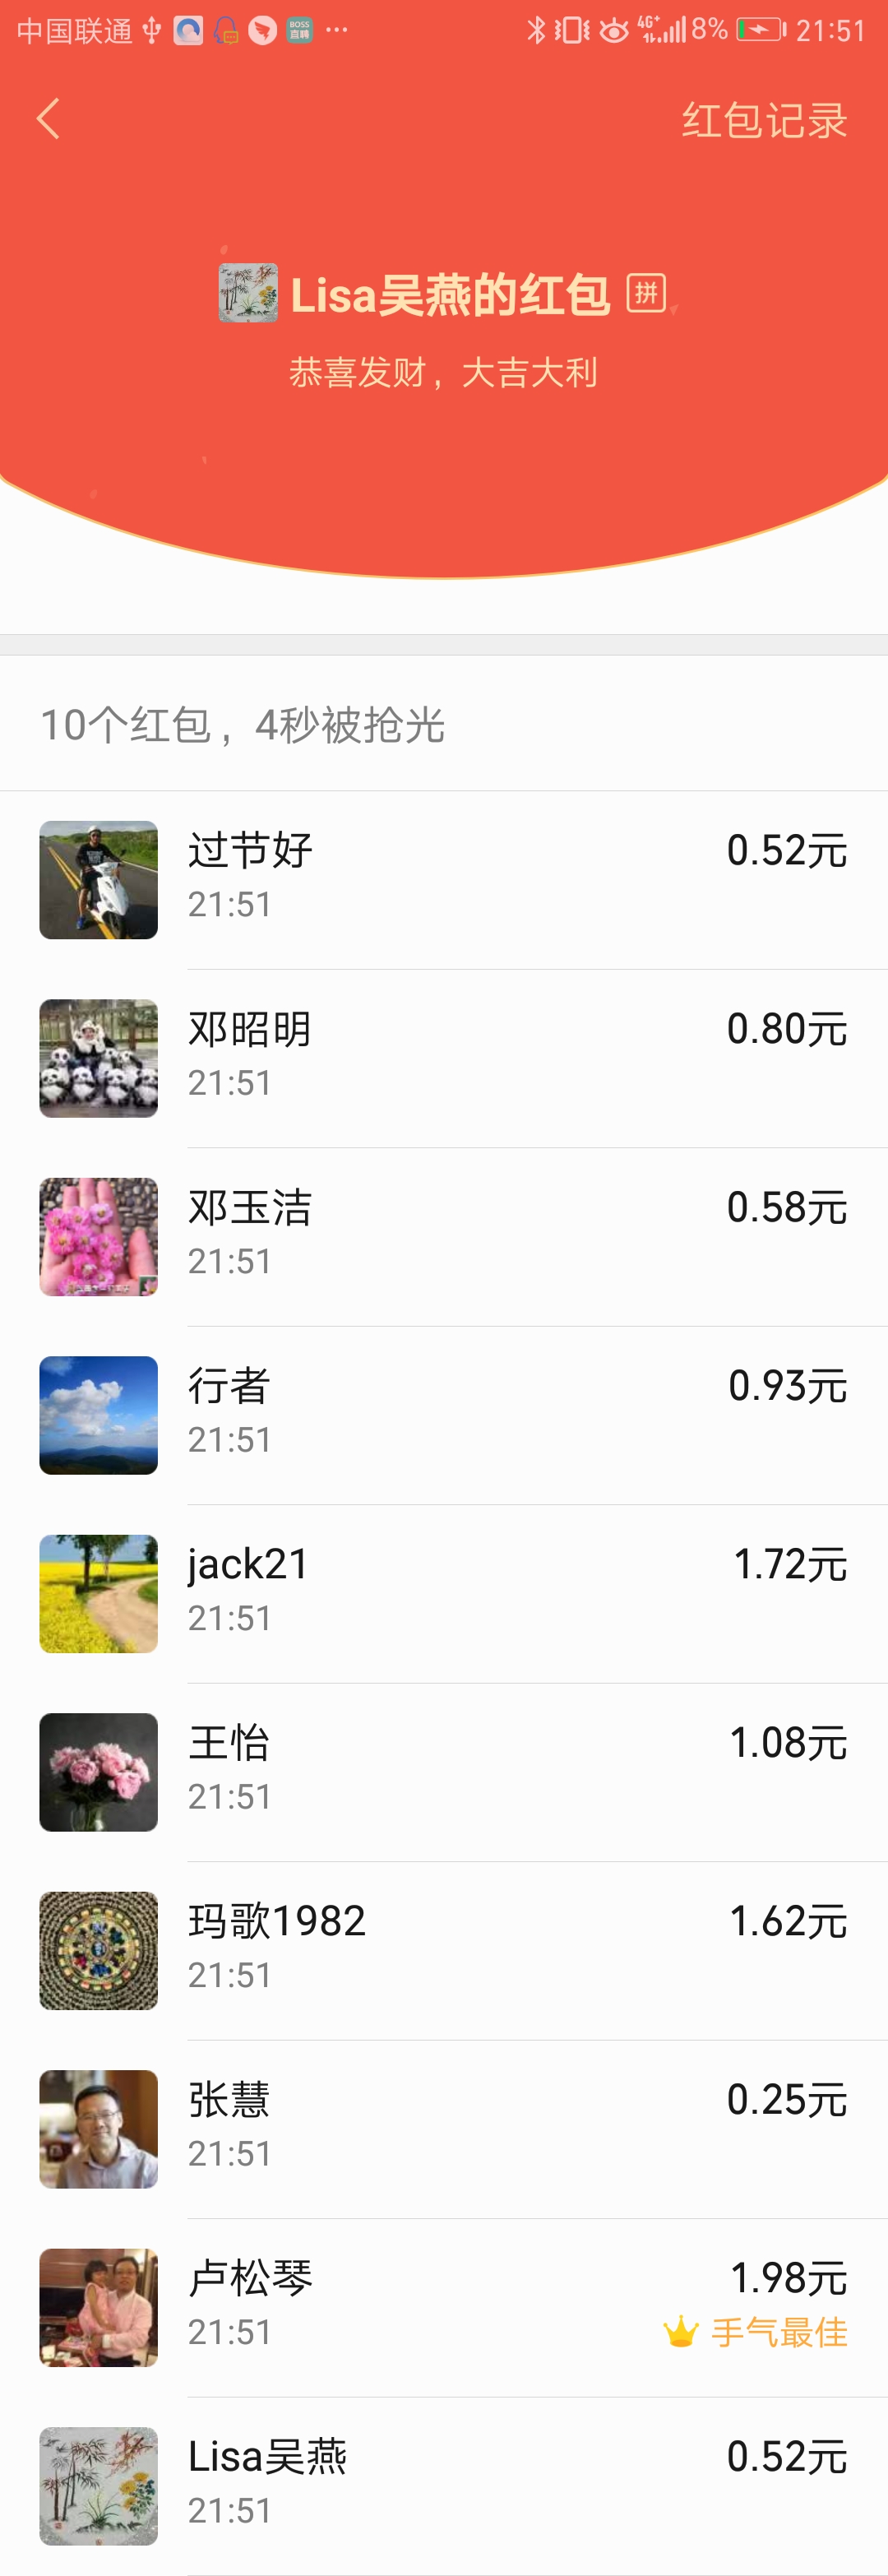 中国联通 BOSS直聘 ··· 4G+ 8% 21:51
红包记录
Lisa吴燕的红包 拼
恭喜发财，大吉大利
10个红包，4秒被抢光
过节好 0.52元
21:51
邓昭明 0.80元
21:51
邓玉洁 0.58元
21:51
行者 0.93元
21:51
jack21 1.72元
21:51
王怡 1.08元
21:51
玛歌1982 1.62元
21:51
张慧 0.25元
21:51
卢松琴 1.98元
21:51 手气最佳
Lisa吴燕 0.52元
21:51